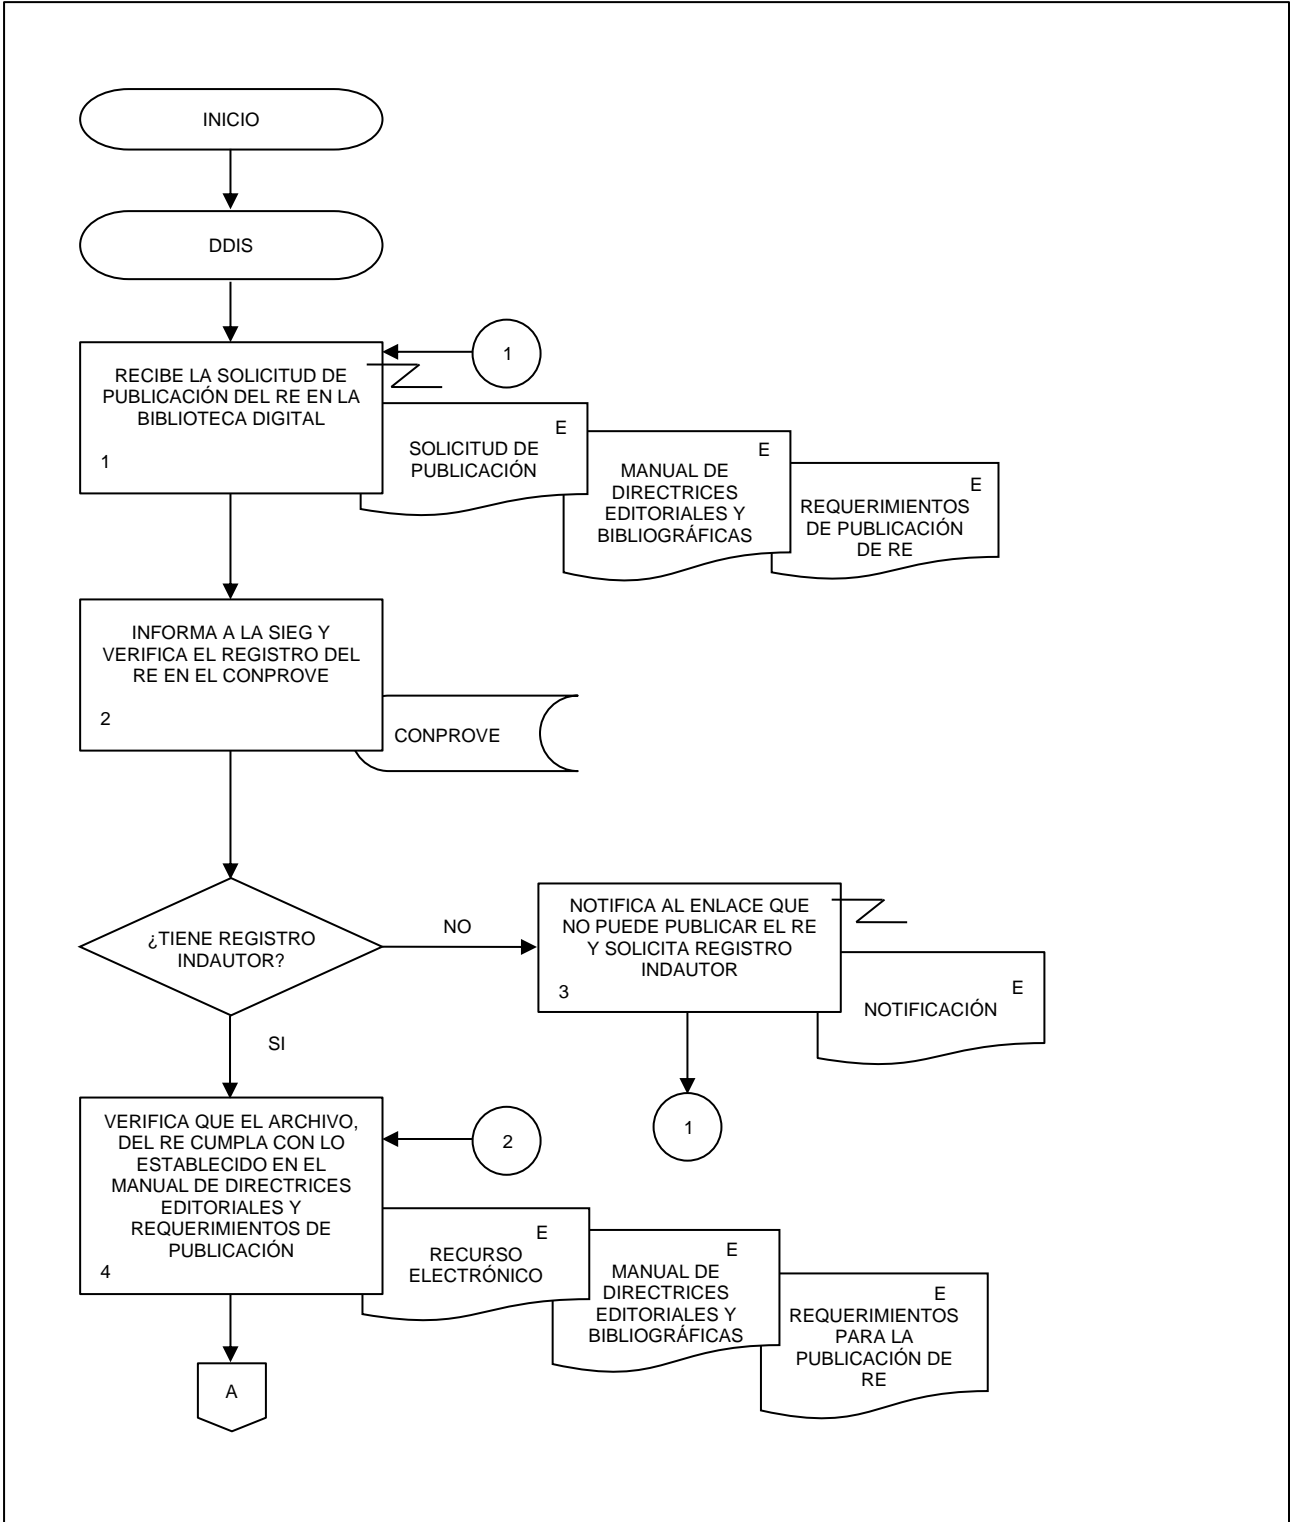 INICIO
DDIS
1
RECIBE LA SOLICITUD DE
PUBLICACIÓN DEL RE EN LA
BIBLIOTECA DIGITAL
1
E
SOLICITUD DE
PUBLICACIÓN
E
MANUAL DE
DIRECTRICES
EDITORIALES Y
BIBLIOGRÁFICAS
E
REQUERIMIENTOS
DE PUBLICACIÓN
DE RE
INFORMA A LA SIEG Y
VERIFICA EL REGISTRO DEL
RE EN EL CONPROVE
2
CONPROVE
¿TIENE REGISTRO
INDAUTOR?
NO
NOTIFICA AL ENLACE QUE
NO PUEDE PUBLICAR EL RE
Y SOLICITA REGISTRO
INDAUTOR
3
E
NOTIFICACIÓN
1
SI
VERIFICA QUE EL ARCHIVO,
DEL RE CUMPLA CON LO
ESTABLECIDO EN EL
MANUAL DE DIRECTRICES
EDITORIALES Y
REQUERIMIENTOS DE
PUBLICACIÓN
4
2
E
RECURSO
ELECTRÓNICO
E
MANUAL DE
DIRECTRICES
EDITORIALES Y
BIBLIOGRÁFICAS
E
REQUERIMIENTOS
PARA LA
PUBLICACIÓN DE
RE
A